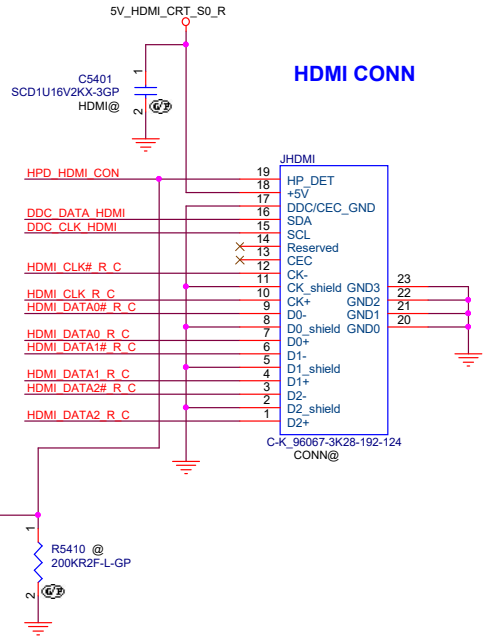 5V_HDMI_CRT_S0_R
HDMI CONN
1
C5401
SCD1U16V2KX-3GP
HDMI@
2
G/P
JHDMI
HPD_HDMI_CON
19
HP_DET
18
+5V
17
DDC/CEC_GND
DDC_DATA_HDMI
16
SDA
DDC_CLK_HDMI
15
SCL
14
Reserved
13
CEC
HDMI_CLK#_R_C
12
CK-
11
CK_shield
GND3
23
HDMI_CLK_R_C
10
CK+
GND2
22
HDMI_DATA0#_R_C
9
D0-
GND1
21
8
D0_shield
GND0
20
HDMI_DATA0_R_C
7
D0+
HDMI_DATA1#_R_C
6
D1-
5
D1_shield
HDMI_DATA1_R_C
4
D1+
HDMI_DATA2#_R_C
3
D2-
2
D2_shield
HDMI_DATA2_R_C
1
D2+
C-K_96067-3K28-192-124
CONN@
1
R5410 @
200KR2F-L-GP
2
G/P